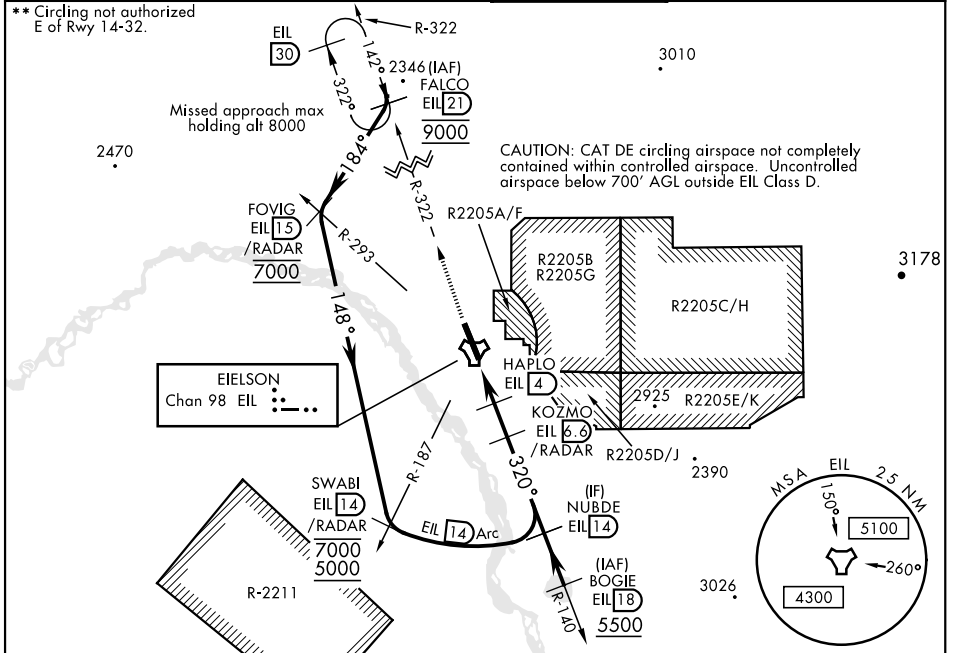 ** Circling not authorized
E of Rwy 14-32.
EIL
30
R-322
142°
322°
2346
(IAF)
FALCO
EIL 21
9000
3010
Missed approach max
holding alt 8000
2470
184°
CAUTION: CAT DE circling airspace not completely
contained within controlled airspace. Uncontrolled
airspace below 700' AGL outside EIL Class D.
R-322
FOVIG
EIL 15
/RADAR
7000
R-293
R2205A/F
R2205B
R2205G
R2205C/H
3178
148°
EIELSON
Chan 98 EIL
HAPLO
EIL 4
2925
R2205E/K
KOZMO
EIL 6.6
/RADAR
R2205D/J
2390
R-187
320°
SWABI
EIL 14
/RADAR
7000
5000
EIL 14 Arc
(IF)
NUBDE
EIL 14
(IAF)
BOGIE
EIL 18
5500
R-140
R-2211
3026
MSA EIL 25 NM
150°
5100
260°
4300